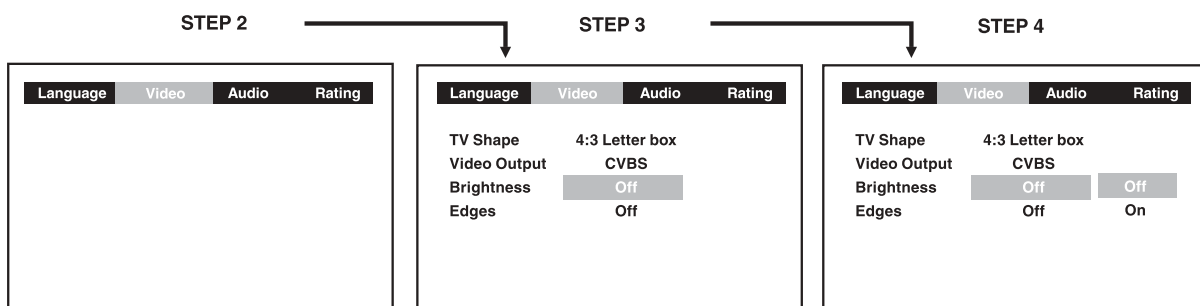 STEP 2
STEP 3
STEP 4
Language Video Audio Rating
Language Video Audio Rating
TV Shape 4:3 Letter box
Video Output CVBS
Brightness Off
Edges Off
Language Video Audio Rating
TV Shape 4:3 Letter box
Video Output CVBS
Brightness Off Off
Edges Off On